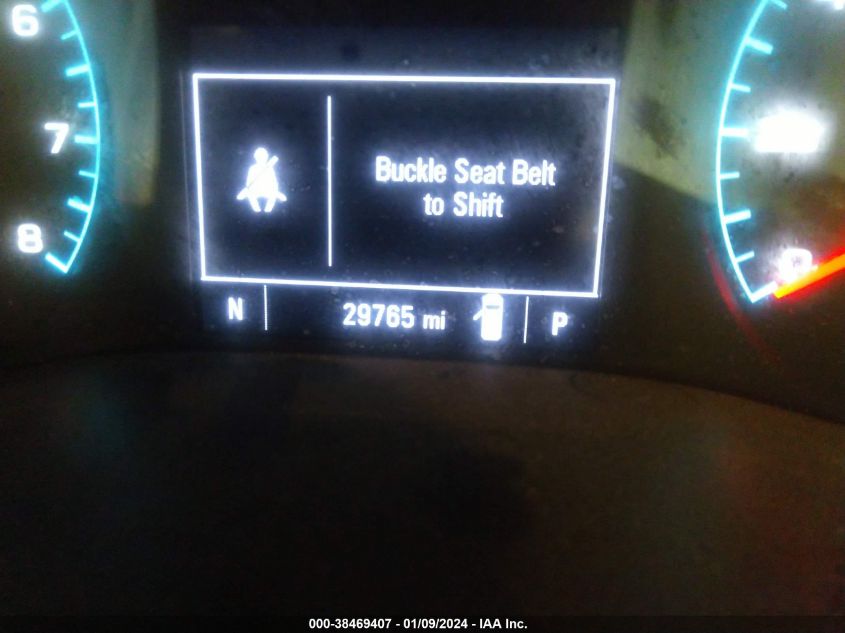 6
7
8
Buckle Seat Belt
to Shift
N 29765 mi P
000-38469407 - 01/09/2024 - IAA Inc.